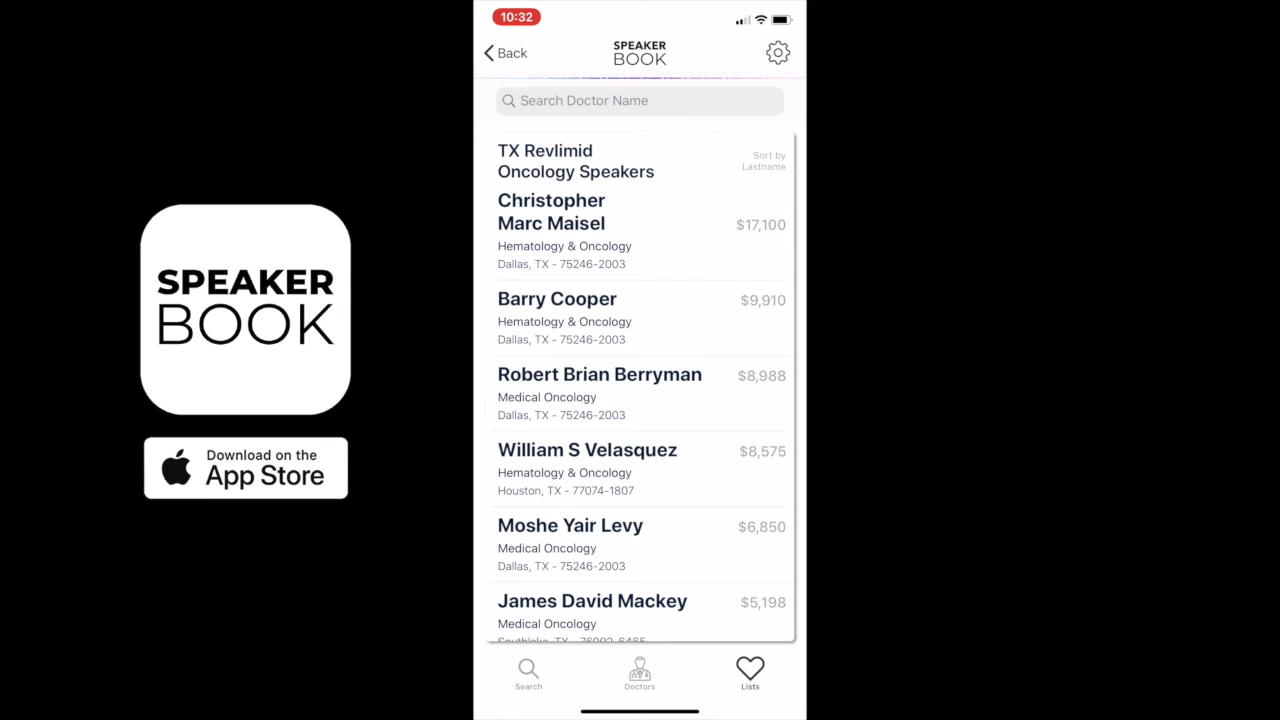 10:32
Back
SPEAKER
BOOK
Search Doctor Name
TX Revlimid
Oncology Speakers
Sort by
Lastname
Christopher
Marc Maisel
$17,100
Hematology & Oncology
Dallas, TX - 75246-2003
Barry Cooper
$9,910
Hematology & Oncology
Dallas, TX - 75246-2003
Robert Brian Berryman
$8,988
Medical Oncology
Dallas, TX - 75246-2003
William S Velasquez
$8,575
Hematology & Oncology
Houston, TX - 77074-1807
Moshe Yair Levy
$6,850
Medical Oncology
Dallas, TX - 75246-2003
James David Mackey
$5,198
Medical Oncology
Southlake, TX - 76092-6465
Search
Doctors
Lists
SPEAKER
BOOK
Download on the
App Store